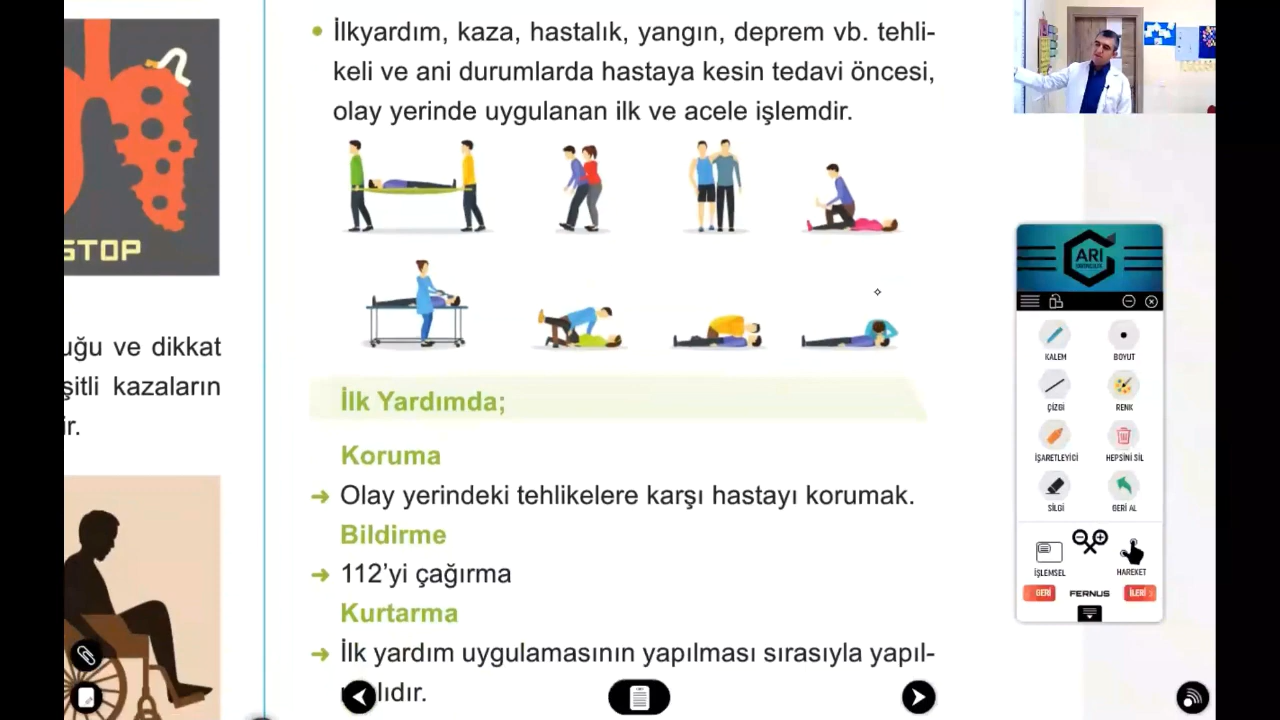 STOP
uğu ve dikkat
şitli kazaların
ir.
• İlkyardım, kaza, hastalık, yangın, deprem vb. tehli-
keli ve ani durumlarda hastaya kesin tedavi öncesi,
olay yerinde uygulanan ilk ve acele işlemdir.
İlk Yardımda;
Koruma
➔ Olay yerindeki tehlikelere karşı hastayı korumak.
Bildirme
➔ 112’yi çağırma
Kurtarma
➔ İlk yardım uygulamasının yapılması sırasıyla yapıl-
lıdır.
ARI
KALEM
BOYUT
ÇİZGİ
RENK
İŞARETLEYİCİ
HEPSİNİ SİL
SİLGİ
GERİ AL
İŞLEMSEL
HAREKET
GERİ
FERNUS
İLERİ